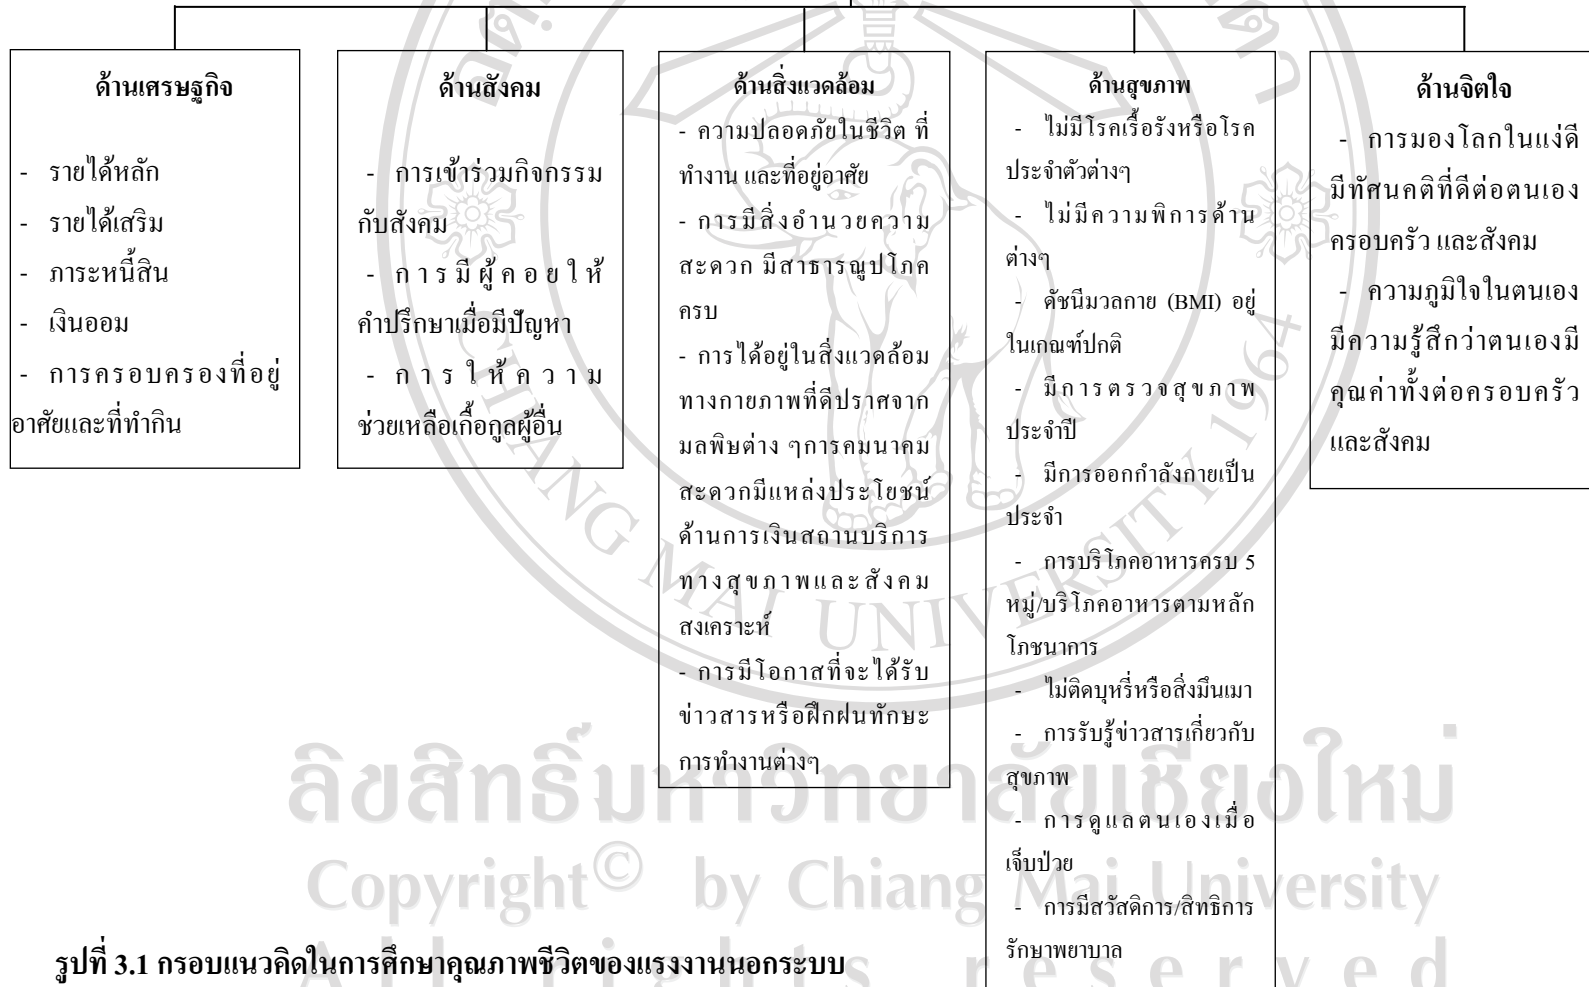 ด้านเศรษฐกิจ
- รายได้หลัก
- รายได้เสริม
- ภาระหนี้สิน
- เงินออม
- การครอบครองที่อยู่
อาศัยและที่ทำกิน
ด้านสังคม
- การเข้าร่วมกิจกรรม
กับสังคม
- การมีผู้คอยให้
คำปรึกษาเมื่อมีปัญหา
- การให้ความ
ช่วยเหลือเกื้อกูลผู้อื่น
ด้านสิ่งแวดล้อม
- ความปลอดภัยในชีวิต ที่
ทำงาน และที่อยู่อาศัย
- การมีสิ่งอำนวยความ
สะดวก มีสาธารณูปโภค
ครบ
- การได้อยู่ในสิ่งแวดล้อม
ทางกายภาพที่ดีปราศจาก
มลพิษต่าง ๆการคมนาคม
สะดวกมีแหล่งประโยชน์
ด้านการเงินสถานบริการ
ทางสุขภาพและสังคม
สงเคราะห์
- การมีโอกาสที่จะได้รับ
ข่าวสารหรือฝึกฝนทักษะ
การทำงานต่างๆ
ด้านสุขภาพ
- ไม่มีโรคเรื้อรังหรือโรค
ประจำตัวต่างๆ
- ไม่มีความพิการด้าน
ต่างๆ
- ดัชนีมวลกาย (BMI) อยู่
ในเกณฑ์ปกติ
- มีการตรวจสุขภาพ
ประจำปี
- มีการออกกำลังกายเป็น
ประจำ
- การบริโภคอาหารครบ 5
หมู่/บริโภคอาหารตามหลัก
โภชนาการ
- ไม่ติดบุหรี่หรือสิ่งมึนเมา
- การรับรู้ข่าวสารเกี่ยวกับ
สุขภาพ
- การดูแลตนเองเมื่อ
เจ็บป่วย
- การมีสวัสดิการ/สิทธิการ
รักษาพยาบาล
ด้านจิตใจ
- การมองโลกในแง่ดี
มีทัศนคติที่ดีต่อตนเอง
ครอบครัว และสังคม
- ความภูมิใจในตนเอง
มีความรู้สึกว่าตนเองมี
คุณค่าทั้งต่อครอบครัว
และสังคม
CHIANG MAI UNIVERSITY 1964
ลิขสิทธิ์มหาวิทยาลัยเชียงใหม่
Copyright© by Chiang Mai University
All rights reserved
รูปที่ 3.1 กรอบแนวคิดในการศึกษาคุณภาพชีวิตของแรงงานนอกระบบ